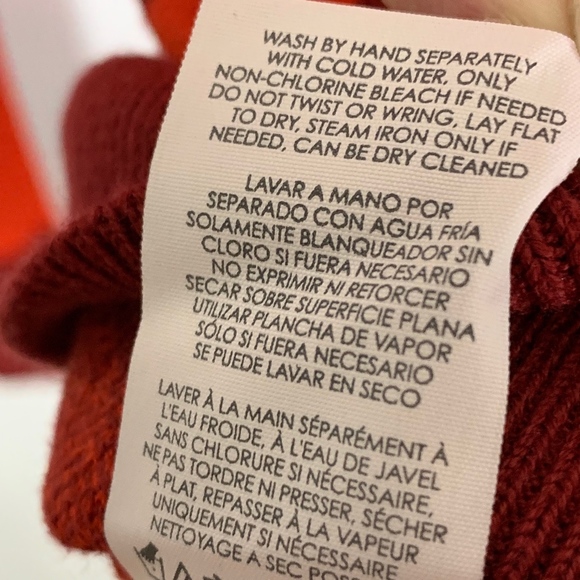 WASH BY HAND SEPARATELY
WITH COLD WATER, ONLY
NON-CHLORINE BLEACH IF NEEDED
DO NOT TWIST OR WRING, LAY FLAT
TO DRY, STEAM IRON ONLY IF
NEEDED, CAN BE DRY CLEANED
LAVAR A MANO POR
SEPARADO CON AGUA FRÍA
SOLAMENTE BLANQUEADOR SIN
CLORO SI FUERA NECESARIO
NO EXPRIMIR NI RETORCER
SECAR SOBRE SUPERFICIE PLANA
UTILIZAR PLANCHA DE VAPOR
SÓLO SI FUERA NECESARIO
SE PUEDE LAVAR EN SECO
LAVER À LA MAIN SÉPARÉMENT À
L'EAU FROIDE, À L'EAU DE JAVEL
SANS CHLORURE SI NÉCESSAIRE,
NE PAS TORDRE NI PRESSER, SÉCHER
À PLAT, REPASSER À LA VAPEUR
UNIQUEMENT SI NÉCESSAIRE
NETTOYAGE A SEC